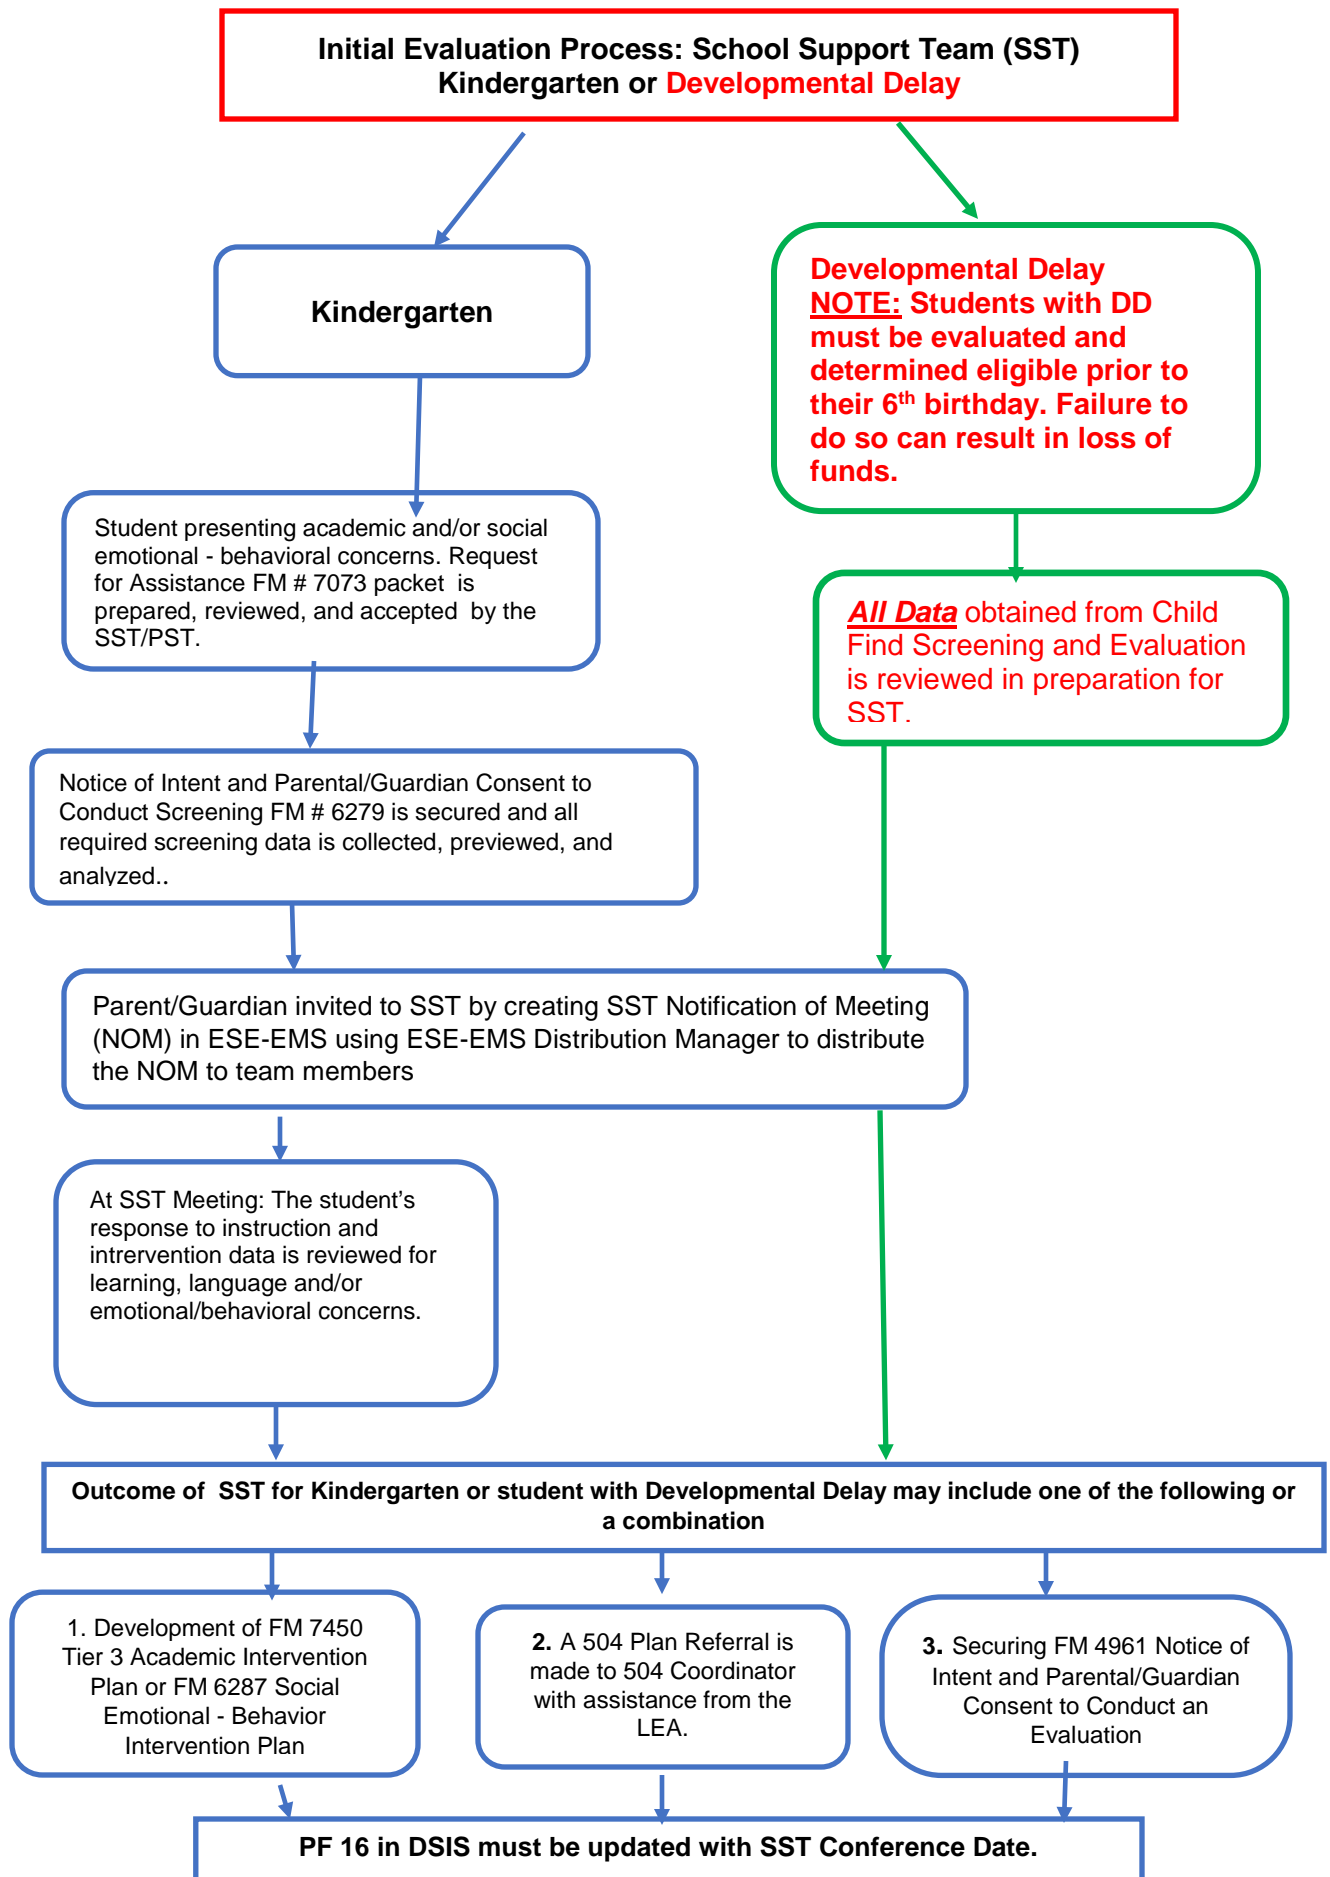 Initial Evaluation Process: School Support Team (SST)
Kindergarten or Developmental Delay
Kindergarten
Developmental Delay
NOTE: Students with DD
must be evaluated and
determined eligible prior to
their 6th birthday. Failure to
do so can result in loss of
funds.
Student presenting academic and/or social
emotional - behavioral concerns. Request
for Assistance FM # 7073 packet is
prepared, reviewed, and accepted by the
SST/PST.
All Data obtained from Child
Find Screening and Evaluation
is reviewed in preparation for
SST.
Notice of Intent and Parental/Guardian Consent to
Conduct Screening FM # 6279 is secured and all
required screening data is collected, previewed, and
analyzed..
Parent/Guardian invited to SST by creating SST Notification of Meeting
(NOM) in ESE-EMS using ESE-EMS Distribution Manager to distribute
the NOM to team members
At SST Meeting: The student’s
response to instruction and
intrervention data is reviewed for
learning, language and/or
emotional/behavioral concerns.
Outcome of SST for Kindergarten or student with Developmental Delay may include one of the following or
a combination
1. Development of FM 7450
Tier 3 Academic Intervention
Plan or FM 6287 Social
Emotional - Behavior
Intervention Plan
2. A 504 Plan Referral is
made to 504 Coordinator
with assistance from the
LEA.
3. Securing FM 4961 Notice of
Intent and Parental/Guardian
Consent to Conduct an
Evaluation
PF 16 in DSIS must be updated with SST Conference Date.